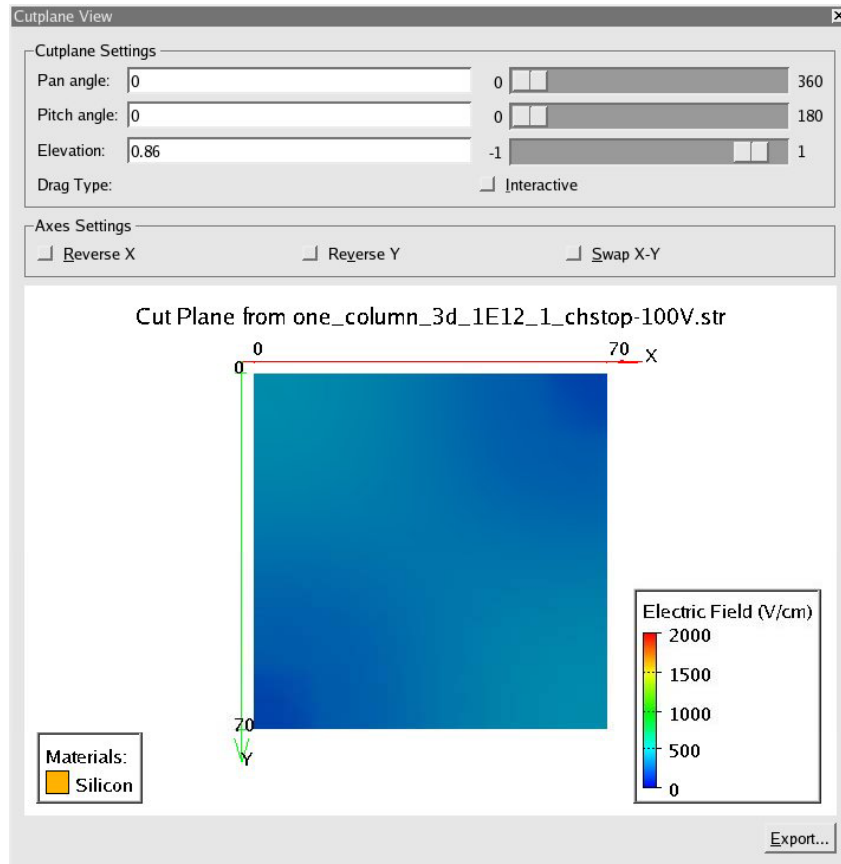 Cutplane View
Cutplane Settings
Pan angle: 0 0 360
Pitch angle: 0 0 180
Elevation: 0.86 -1 1
Drag Type: Interactive
Axes Settings
Reverse X Reverse Y Swap X-Y
Cut Plane from one_column_3d_1E12_1_chstop-100V.str
0 70 X
0
70
Y
Materials:
Silicon
Electric Field (V/cm)
2000
1500
1000
500
0
Export...